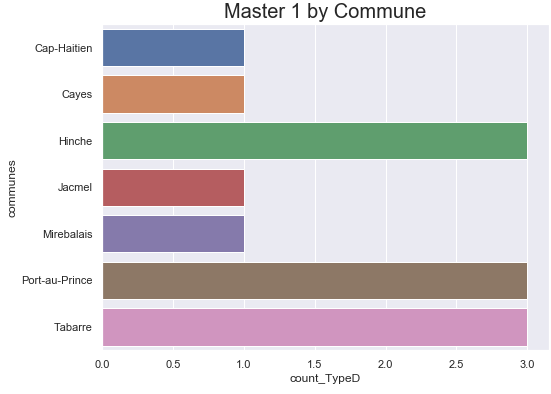 Master 1 by Commune
communes
Cap-Haitien
Cayes
Hinche
Jacmel
Mirebalais
Port-au-Prince
Tabarre
0.0 0.5 1.0 1.5 2.0 2.5 3.0
count_TypeD